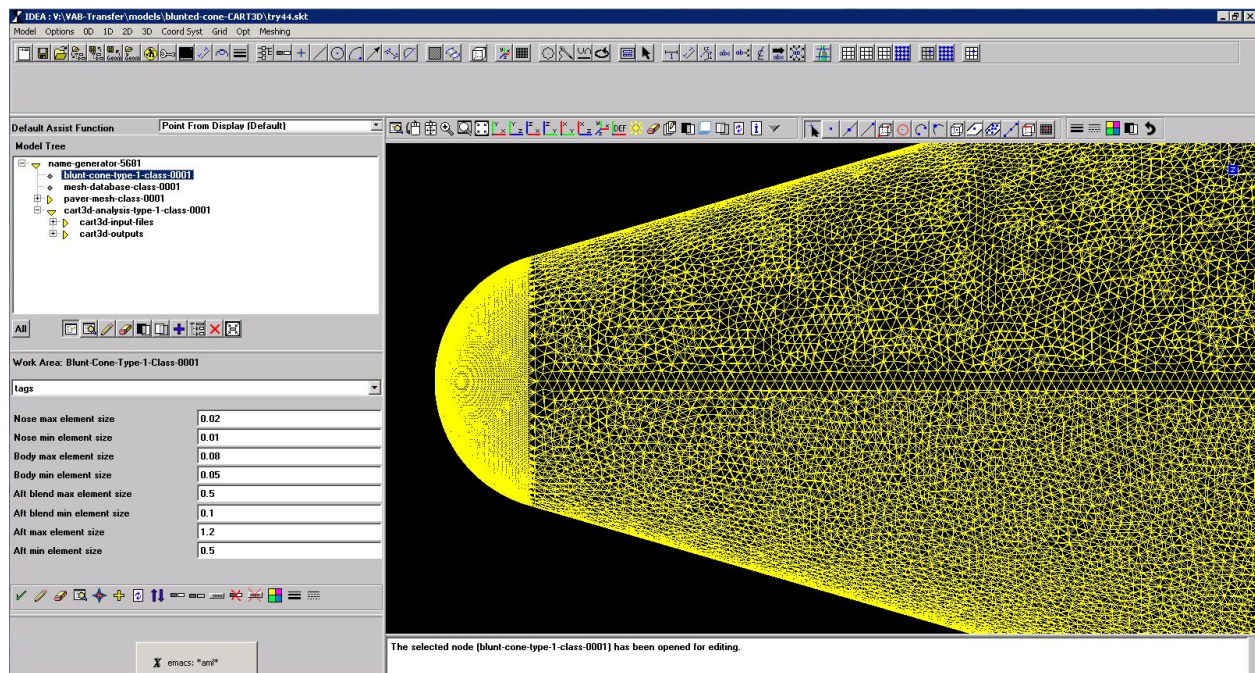 IDEA : V:\VAB-Transfer\models\blunted-cone-CART3D\try44.skt
Model Options 0D 1D 2D 3D Coord Syst Grid Opt Meshing
Default Assist Function Point From Display (Default)
Model Tree
name-generator-5681
blunt-cone-type-1-class-0001
mesh-database-class-0001
paver-mesh-class-0001
cart3d-analysis-type-1-class-0001
cart3d-input-files
cart3d-outputs
All
Work Area: Blunt-Cone-Type-1-Class-0001
tags
Nose max element size 0.02
Nose min element size 0.01
Body max element size 0.08
Body min element size 0.05
Aft blend max element size 0.5
Aft blend min element size 0.1
Aft max element size 1.2
Aft min element size 0.5
X emacs: *aml*
DEF
Z
The selected node (blunt-cone-type-1-class-0001) has been opened for editing.